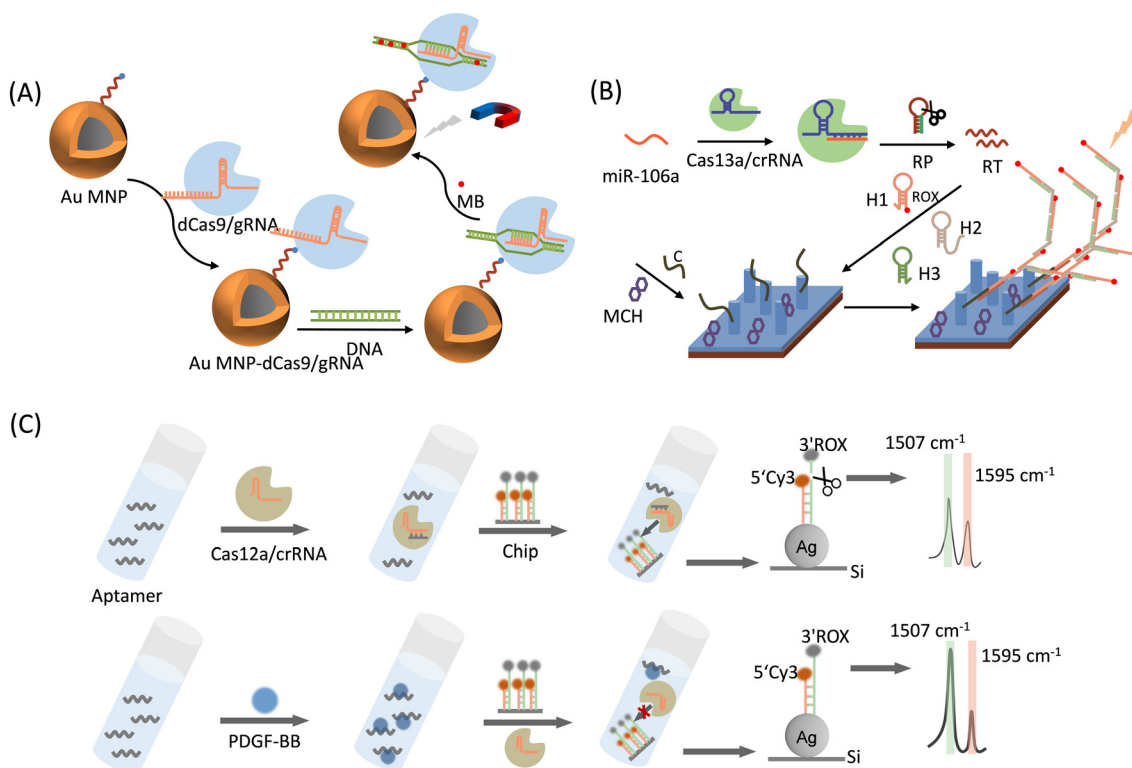 (A)
Au MNP
dCas9/gRNA
Au MNP-dCas9/gRNA
DNA
MB
(B)
miR-106a
Cas13a/crRNA
RP
RT
H1
ROX
H2
H3
C
MCH
(C)
Aptamer
Cas12a/crRNA
Chip
3'ROX
5'Cy3
Ag
Si
1507 cm⁻¹
1595 cm⁻¹
PDGF-BB
3'ROX
5'Cy3
Ag
Si
1507 cm⁻¹
1595 cm⁻¹